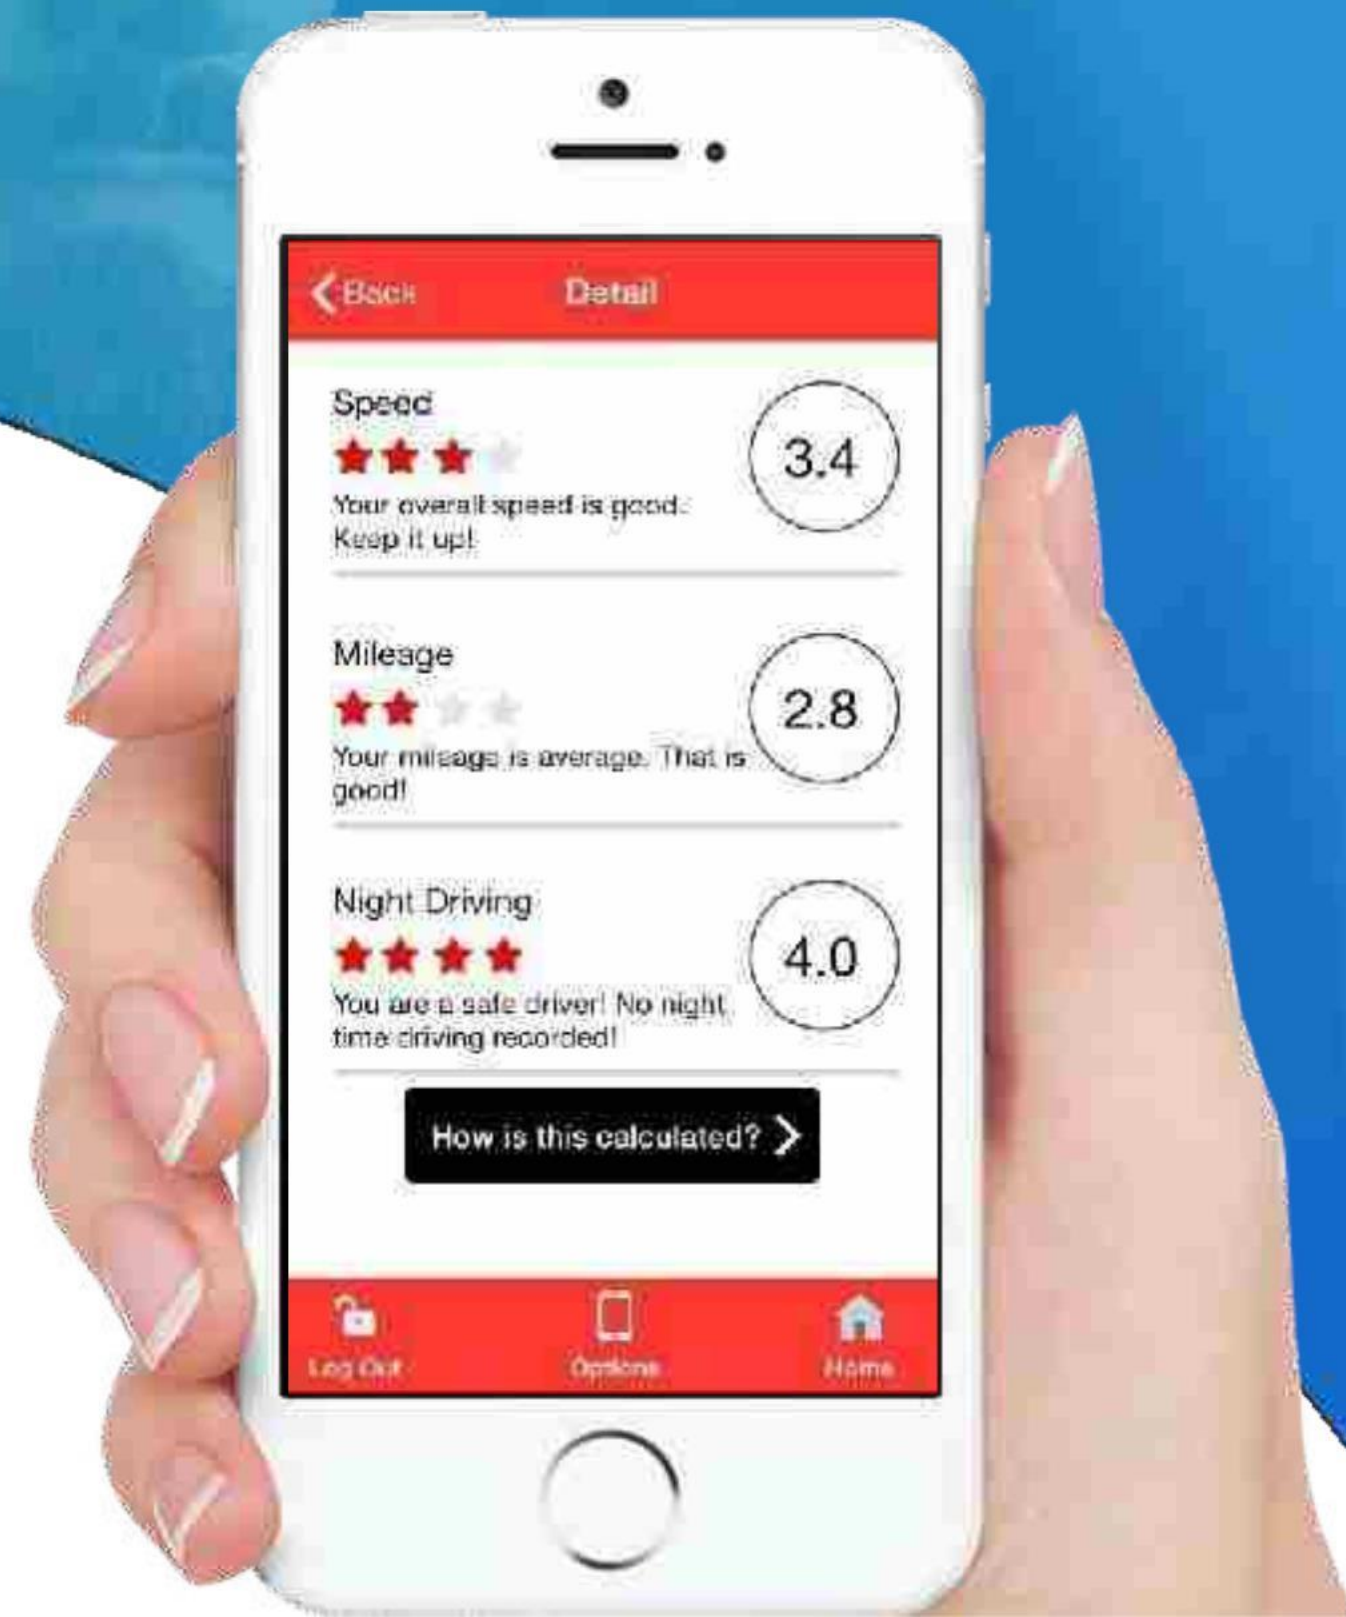 Back
Detail
Speed
3.4
Your overall speed is good.
Keep it up!
Mileage
2.8
Your mileage is average. That is
good!
Night Driving
4.0
You are a safe driver! No night
time driving recorded!
How is this calculated?
Log Out
Options
Home